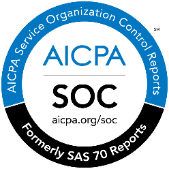 AICPA Service Organization Control Reports
SM
AICPA
SOC
aicpa.org/soc
Formerly SAS 70 Reports